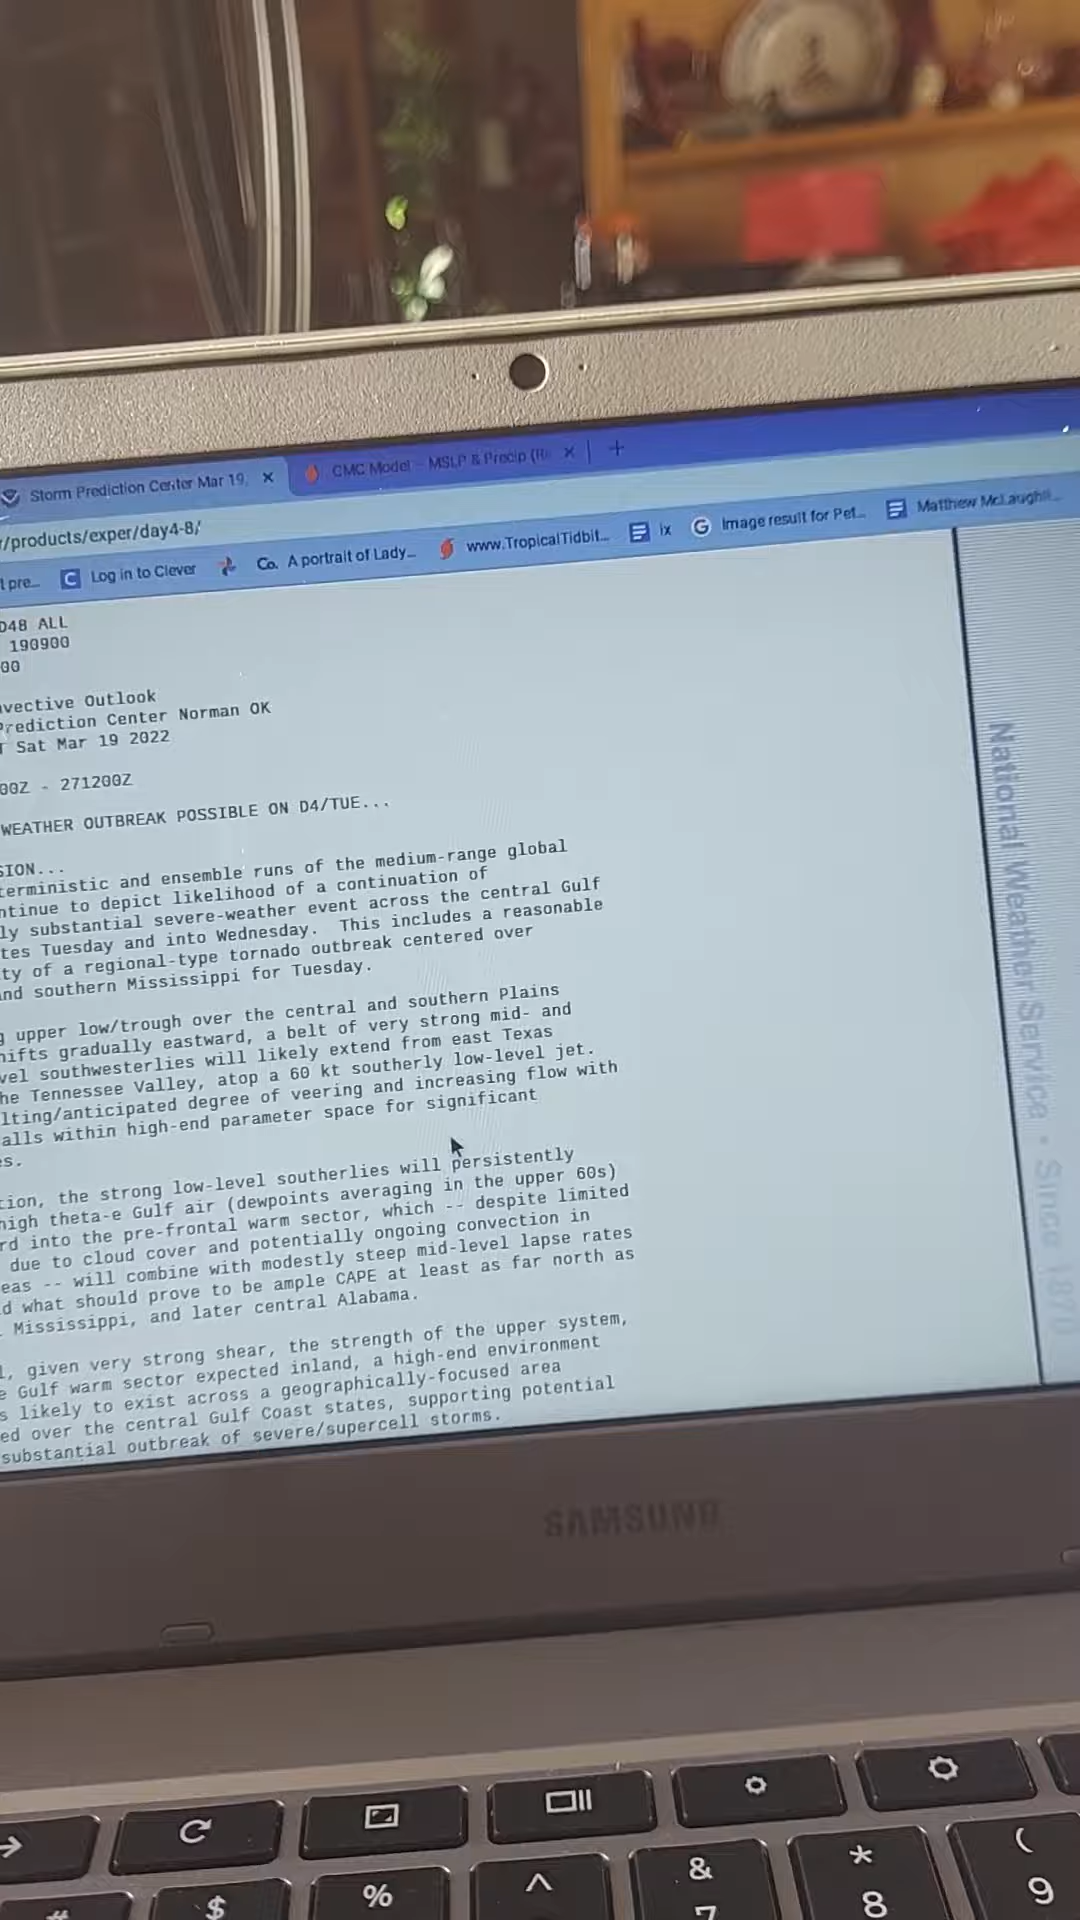 Storm Prediction Center Mar 19,
CMC Model – MSLP & Precip (R
r/products/exper/day4-8/
t pre...
Log in to Clever
Co. A portrait of Lady...
www.TropicalTidbit...
ix
Image result for Pet...
Matthew McLaughli...
D48 ALL
190900
00
nvective Outlook
Prediction Center Norman OK
T Sat Mar 19 2022
00Z - 271200Z
WEATHER OUTBREAK POSSIBLE ON D4/TUE...
SION...
terministic and ensemble runs of the medium-range global
ntinue to depict likelihood of a continuation of
ly substantial severe-weather event across the central Gulf
tes Tuesday and into Wednesday. This includes a reasonable
ty of a regional-type tornado outbreak centered over
nd southern Mississippi for Tuesday.
g upper low/trough over the central and southern Plains
hifts gradually eastward, a belt of very strong mid- and
vel southwesterlies will likely extend from east Texas
he Tennessee Valley, atop a 60 kt southerly low-level jet.
lting/anticipated degree of veering and increasing flow with
alls within high-end parameter space for significant
es.
tion, the strong low-level southerlies will persistently
high theta-e Gulf air (dewpoints averaging in the upper 60s)
rd into the pre-frontal warm sector, which -- despite limited
due to cloud cover and potentially ongoing convection in
eas -- will combine with modestly steep mid-level lapse rates
d what should prove to be ample CAPE at least as far north as
Mississippi, and later central Alabama.
l, given very strong shear, the strength of the upper system,
e Gulf warm sector expected inland, a high-end environment
s likely to exist across a geographically-focused area
ed over the central Gulf Coast states, supporting potential
substantial outbreak of severe/supercell storms.
National Weather Service · Since 1870
SAMSUNG
#
$
%
^
&
7
*
8
(
9